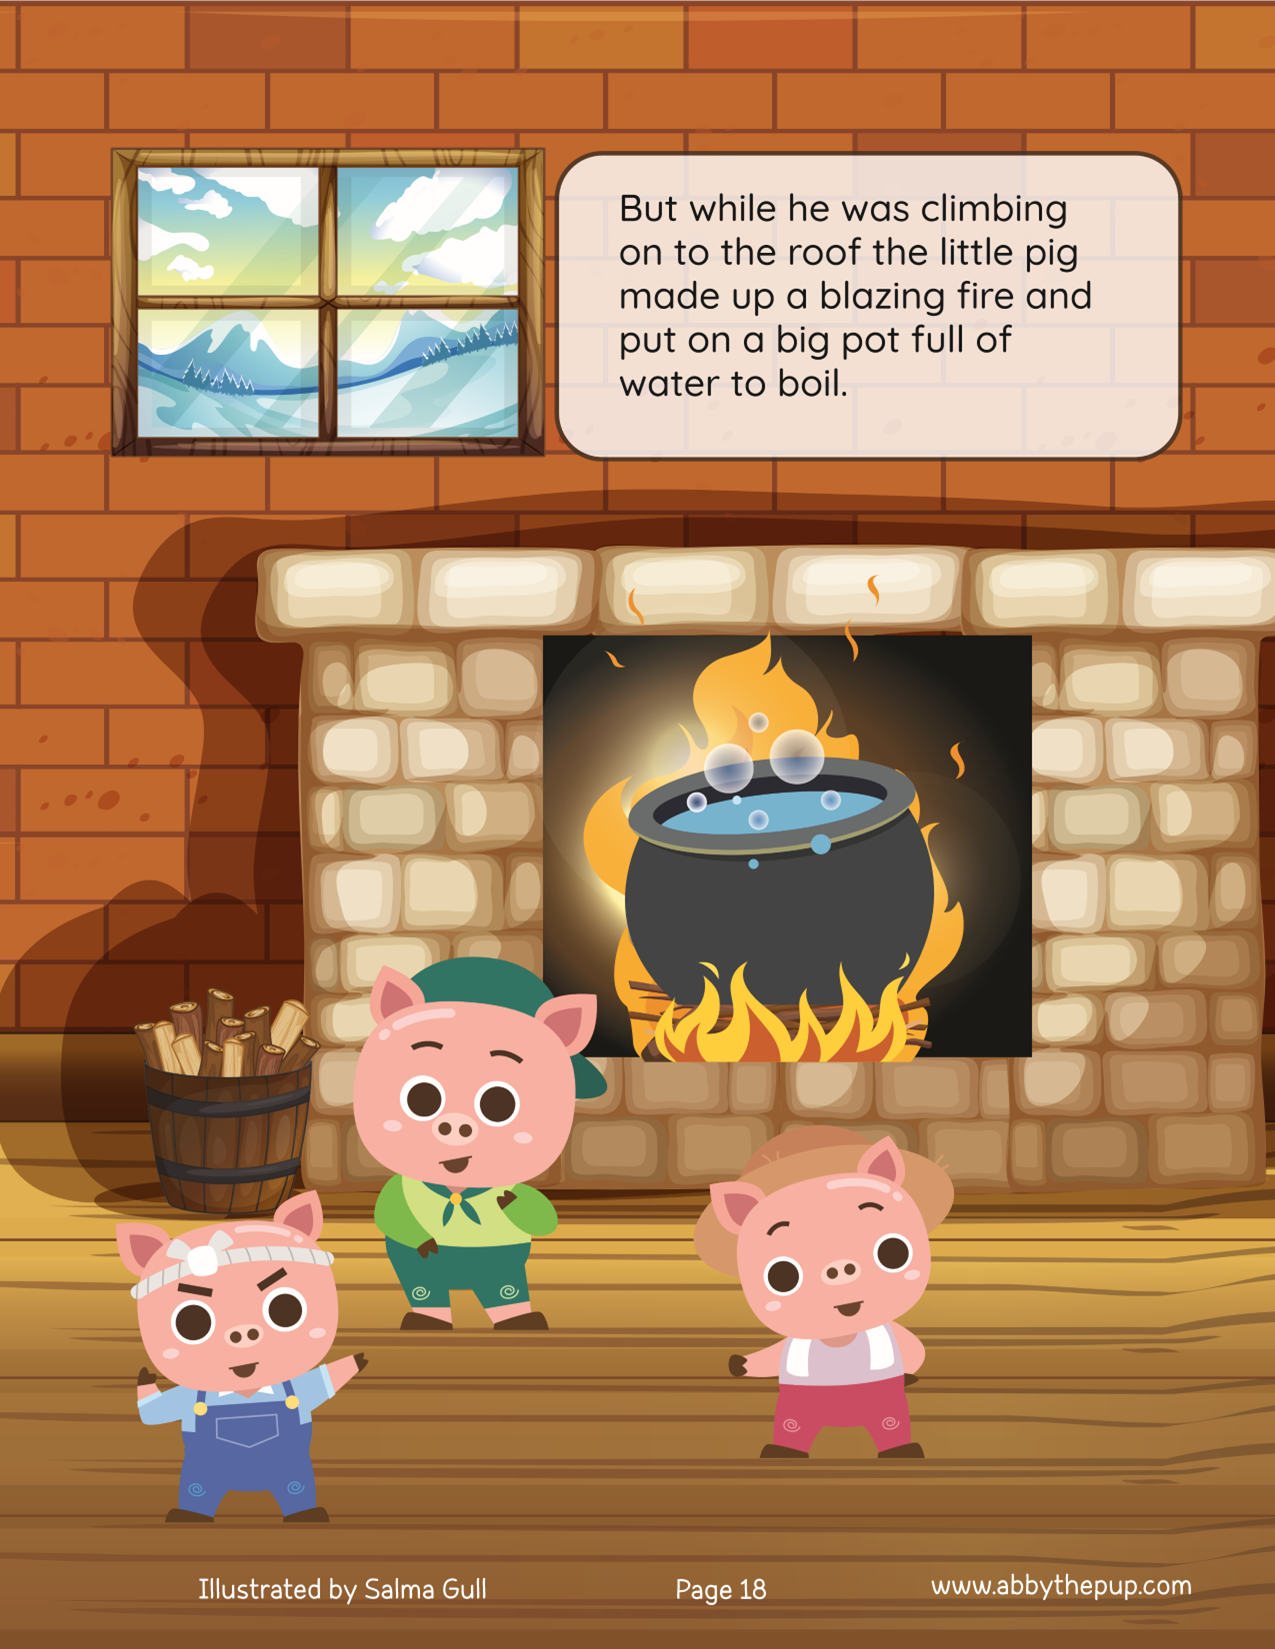 But while he was climbing
on to the roof the little pig
made up a blazing fire and
put on a big pot full of
water to boil.
Illustrated by Salma Gull
Page 18
www.abbythepup.com